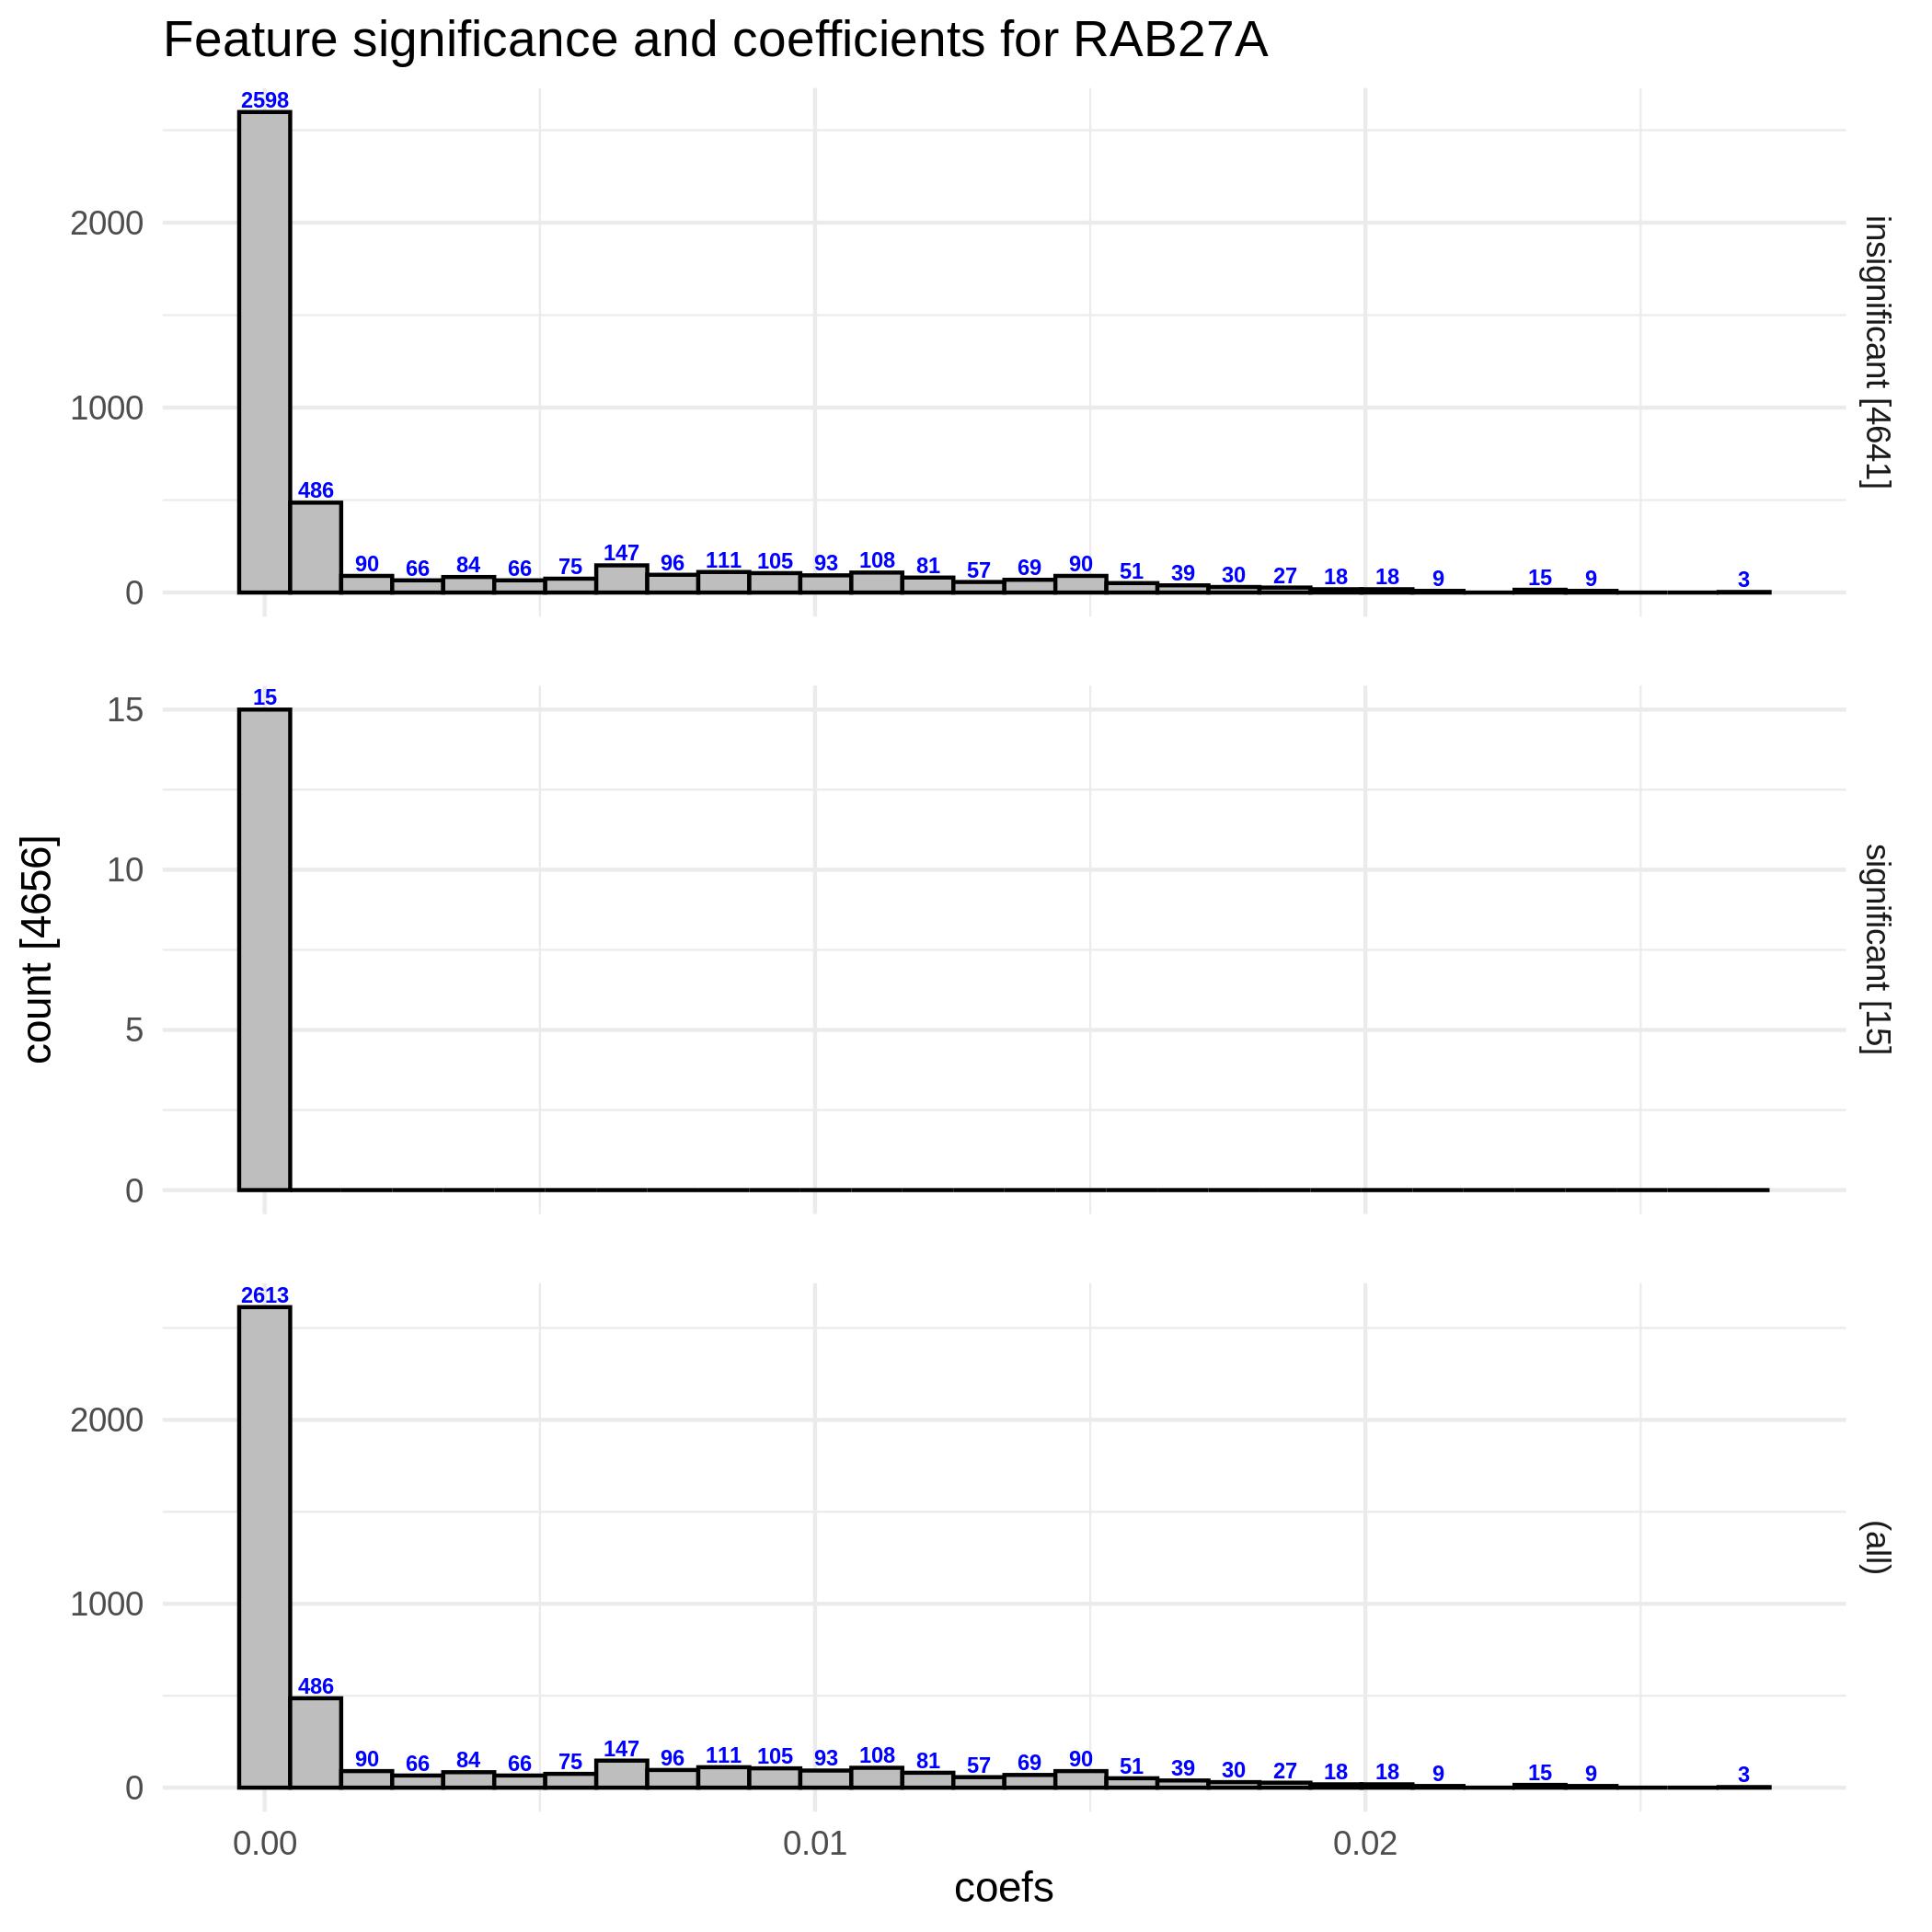 Feature significance and coefficients for RAB27A
2598
486
90 66 84 66 75 147 96 111 105 93 108 81 57 69 90 51 39 30 27 18 18 9 15 9 3
2000
1000
0
insignificant [4641]
15
15
10
5
0
significant [15]
count [4656]
2613
486
90 66 84 66 75 147 96 111 105 93 108 81 57 69 90 51 39 30 27 18 18 9 15 9 3
2000
1000
0
(all)
0.00 0.01 0.02
coefs